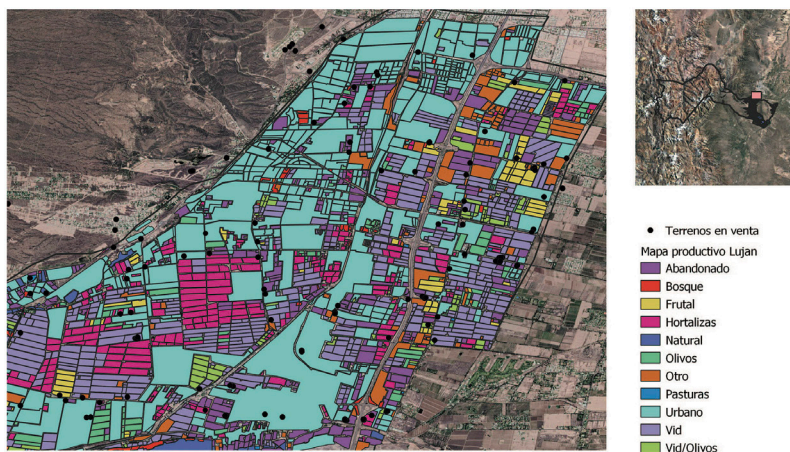 Terrenos en venta
Mapa productivo Lujan
Abandonado
Bosque
Frutal
Hortalizas
Natural
Olivos
Otro
Pasturas
Urbano
Vid
Vid/Olivos